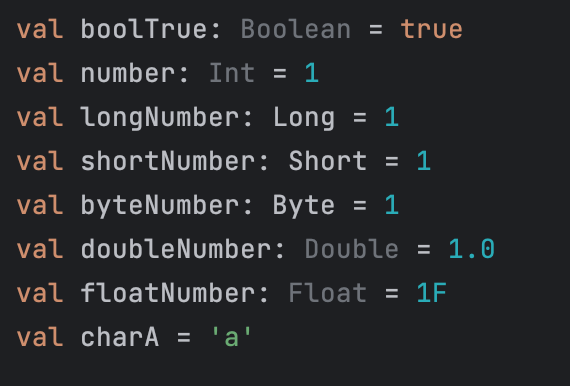 val boolTrue: Boolean = true
val number: Int = 1
val longNumber: Long = 1
val shortNumber: Short = 1
val byteNumber: Byte = 1
val doubleNumber: Double = 1.0
val floatNumber: Float = 1F
val charA = 'a'